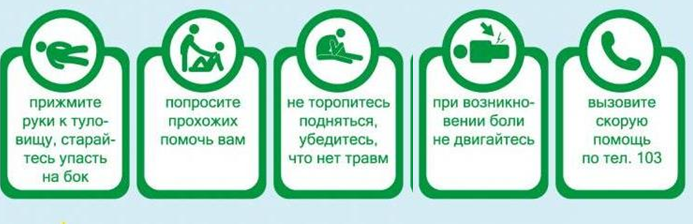 прижмите
руки к туло-
вищу, старай-
тесь упасть
на бок
попросите
прохожих
помочь вам
не торопитесь
подняться,
убедитесь,
что нет травм
при возникно-
вении боли
не двигайтесь
вызовите
скорую
помощь
по тел. 103